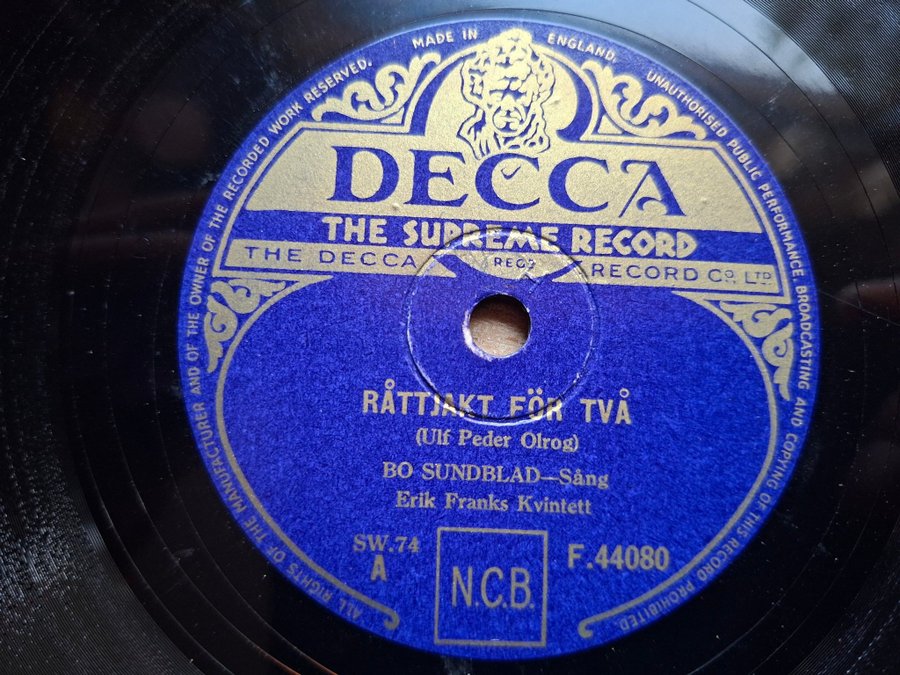 ALL RIGHTS OF THE MANUFACTURER AND OF THE OWNER OF THE RECORDED WORK RESERVED. MADE IN ENGLAND. UNAUTHORISED PUBLIC PERFORMANCE, BROADCASTING AND COPYING OF THIS RECORD PROHIBITED.
DECCA
THE SUPREME RECORD
THE DECCA REGD RECORD CO. LTD.
RÅTTJAKT FÖR TVÅ
(Ulf Peder Olrog)
BO SUNDBLAD—Sång
Erik Franks Kvintett
SW.74
A
N.C.B.
F.44080